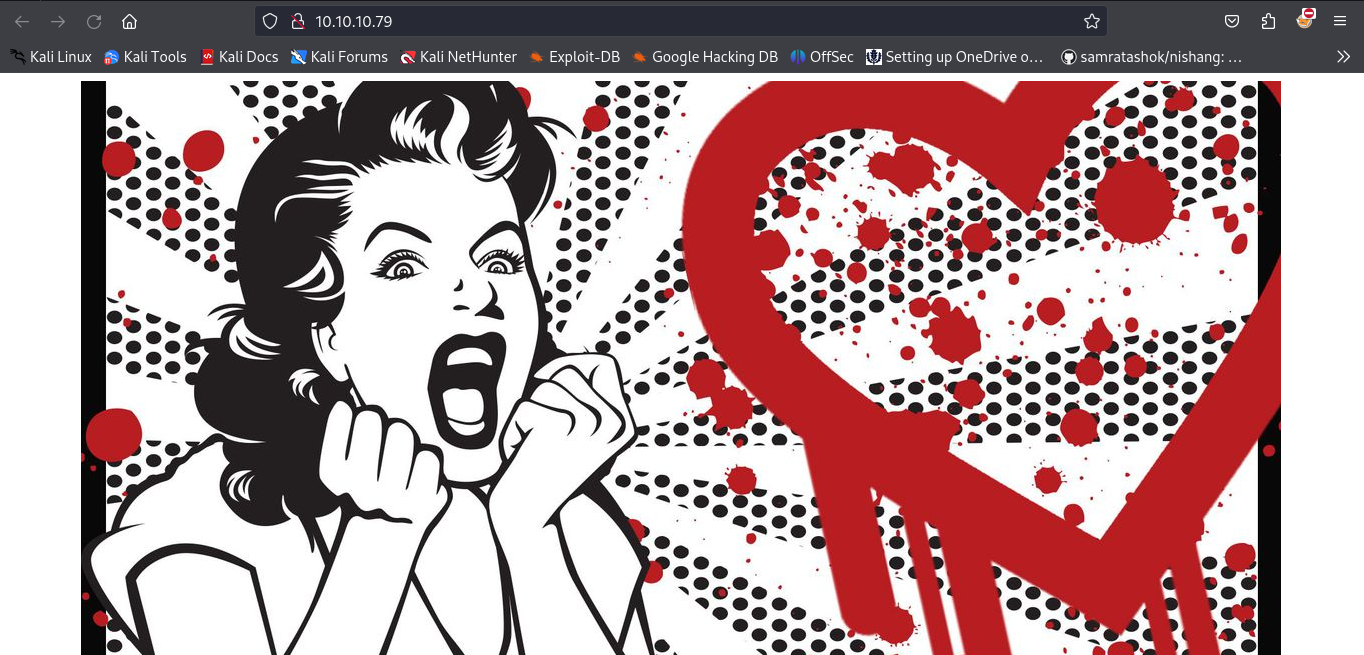 10.10.10.79
Kali Linux Kali Tools Kali Docs Kali Forums Kali NetHunter Exploit-DB Google Hacking DB OffSec Setting up OneDrive o… samratashok/nishang: …